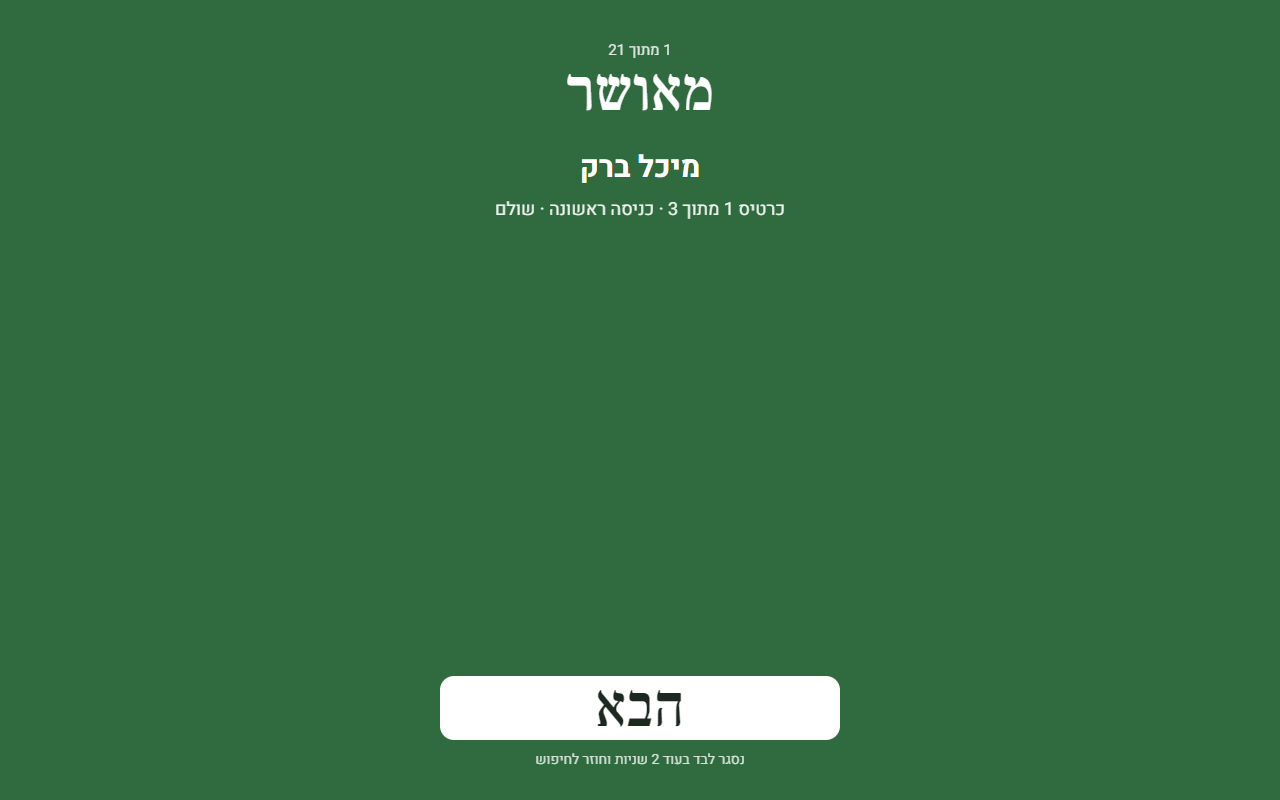 1 מתוך 21
מאושר
מיכל ברק
כרטיס 1 מתוך 3 · כניסה ראשונה · שולם
הבא
נסגר לבד בעוד 2 שניות וחוזר לחיפוש